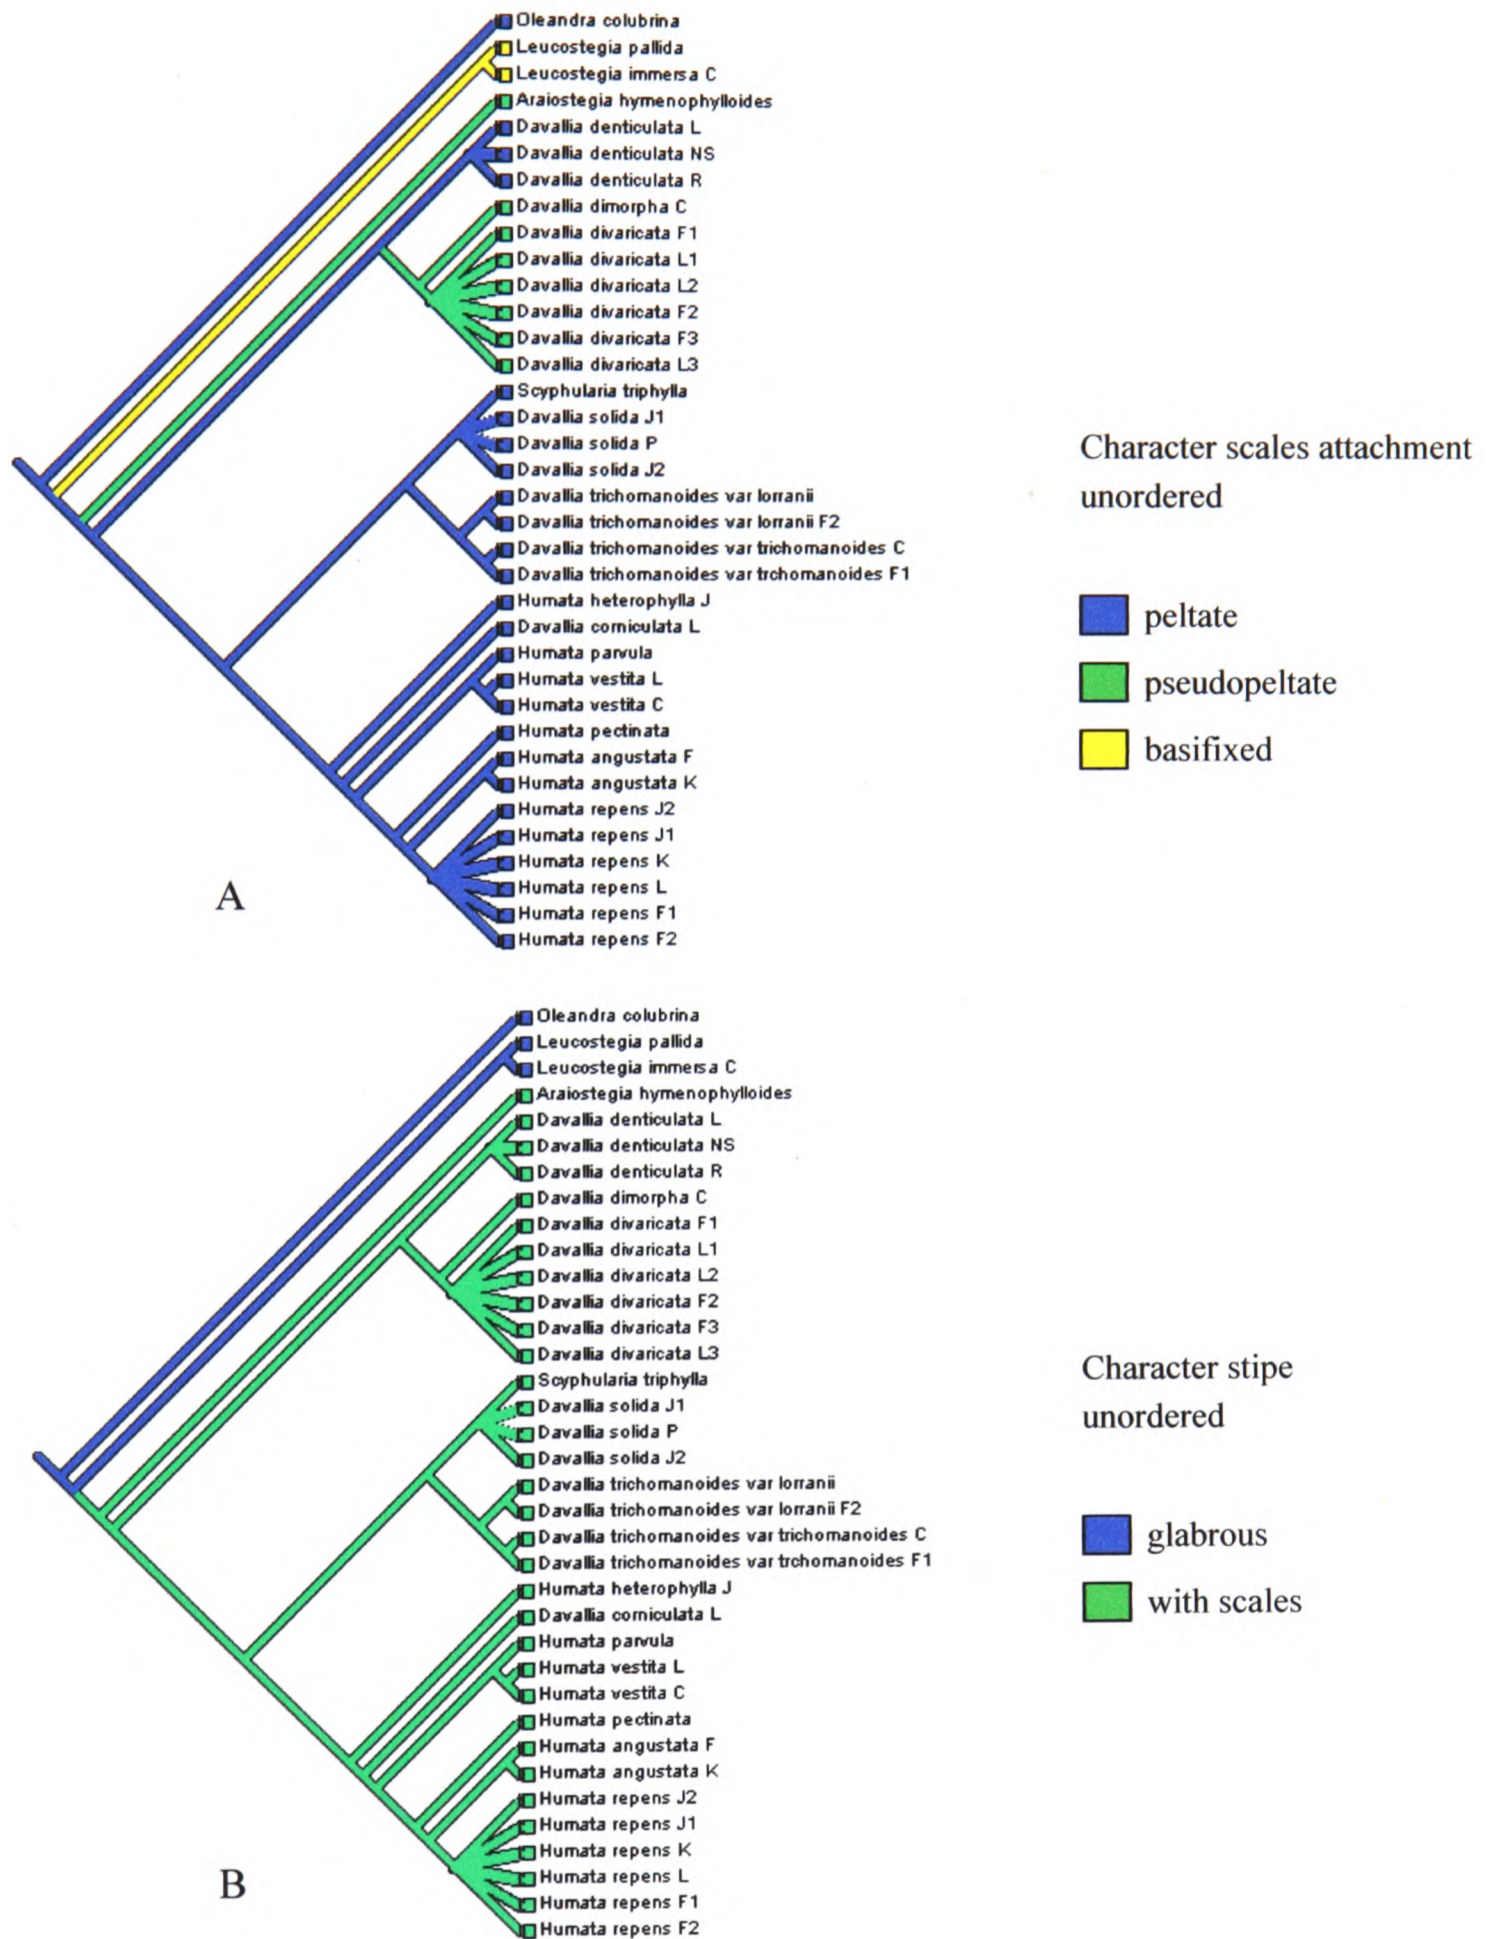 Oleandra colubrina
Leucostegia pallida
Leucostegia immersa C
Araiostegia hymenophylloides
Davallia denticulata L
Davallia denticulata NS
Davallia denticulata R
Davallia dimorpha C
Davallia divaricata F1
Davallia divaricata L1
Davallia divaricata L2
Davallia divaricata F2
Davallia divaricata F3
Davallia divaricata L3
Scyphularia triphylla
Davallia solida J1
Davallia solida P
Davallia solida J2
Davallia trichomanoides var lorranii
Davallia trichomanoides var lorranii F2
Davallia trichomanoides var trichomanoides C
Davallia trichomanoides var trchomanoides F1
Humata heterophylla J
Davallia corniculata L
Humata parvula
Humata vestita L
Humata vestita C
Humata pectinata
Humata angustata F
Humata angustata K
Humata repens J2
Humata repens J1
Humata repens K
Humata repens L
Humata repens F1
Humata repens F2
A
Character scales attachment
unordered
peltate
pseudopeltate
basifixed
Oleandra colubrina
Leucostegia pallida
Leucostegia immersa C
Araiostegia hymenophylloides
Davallia denticulata L
Davallia denticulata NS
Davallia denticulata R
Davallia dimorpha C
Davallia divaricata F1
Davallia divaricata L1
Davallia divaricata L2
Davallia divaricata F2
Davallia divaricata F3
Davallia divaricata L3
Scyphularia triphylla
Davallia solida J1
Davallia solida P
Davallia solida J2
Davallia trichomanoides var lorranii
Davallia trichomanoides var lorranii F2
Davallia trichomanoides var trichomanoides C
Davallia trichomanoides var trchomanoides F1
Humata heterophylla J
Davallia corniculata L
Humata parvula
Humata vestita L
Humata vestita C
Humata pectinata
Humata angustata F
Humata angustata K
Humata repens J2
Humata repens J1
Humata repens K
Humata repens L
Humata repens F1
Humata repens F2
B
Character stipe
unordered
glabrous
with scales